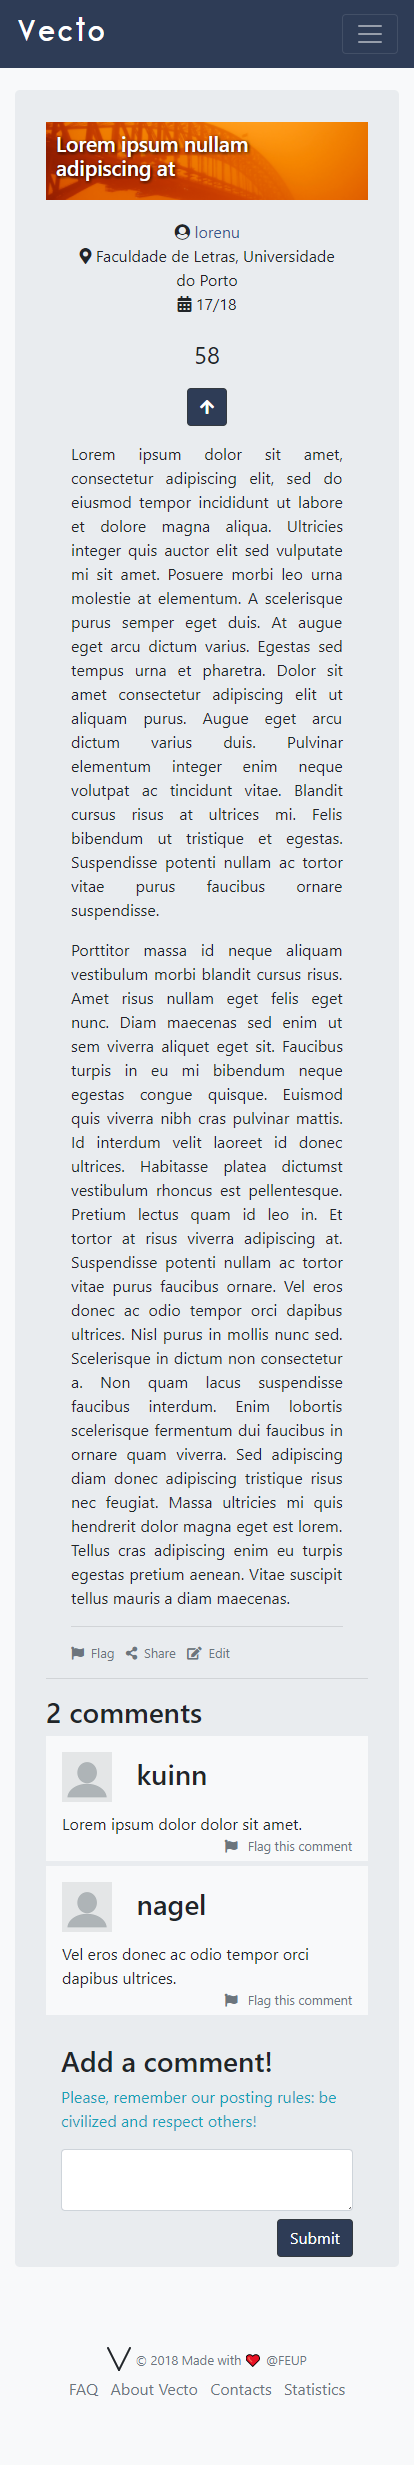 Vecto
Lorem ipsum nullam
adipiscing at
lorenu
Faculdade de Letras, Universidade
do Porto
17/18
58
Lorem ipsum dolor sit amet,
consectetur adipiscing elit, sed do
eiusmod tempor incididunt ut labore
et dolore magna aliqua. Ultricies
integer quis auctor elit sed vulputate
mi sit amet. Posuere morbi leo urna
molestie at elementum. A scelerisque
purus semper eget duis. At augue
eget arcu dictum varius. Egestas sed
tempus urna et pharetra. Dolor sit
amet consectetur adipiscing elit ut
aliquam purus. Augue eget arcu
dictum varius duis. Pulvinar
elementum integer enim neque
volutpat ac tincidunt vitae. Blandit
cursus risus at ultrices mi. Felis
bibendum ut tristique et egestas.
Suspendisse potenti nullam ac tortor
vitae purus faucibus ornare
suspendisse.
Porttitor massa id neque aliquam
vestibulum morbi blandit cursus risus.
Amet risus nullam eget felis eget
nunc. Diam maecenas sed enim ut
sem viverra aliquet eget sit. Faucibus
turpis in eu mi bibendum neque
egestas congue quisque. Euismod
quis viverra nibh cras pulvinar mattis.
Id interdum velit laoreet id donec
ultrices. Habitasse platea dictumst
vestibulum rhoncus est pellentesque.
Pretium lectus quam id leo in. Et
tortor at risus viverra adipiscing at.
Suspendisse potenti nullam ac tortor
vitae purus faucibus ornare. Vel eros
donec ac odio tempor orci dapibus
ultrices. Nisl purus in mollis nunc sed.
Scelerisque in dictum non consectetur
a. Non quam lacus suspendisse
faucibus interdum. Enim lobortis
scelerisque fermentum dui faucibus in
ornare quam viverra. Sed adipiscing
diam donec adipiscing tristique risus
nec feugiat. Massa ultricies mi quis
hendrerit dolor magna eget est lorem.
Tellus cras adipiscing enim eu turpis
egestas pretium aenean. Vitae suscipit
tellus mauris a diam maecenas.
Flag Share Edit
2 comments
kuinn
Lorem ipsum dolor dolor sit amet.
Flag this comment
nagel
Vel eros donec ac odio tempor orci
dapibus ultrices.
Flag this comment
Add a comment!
Please, remember our posting rules: be
civilized and respect others!
Submit
© 2018 Made with ❤ @FEUP
FAQ About Vecto Contacts Statistics